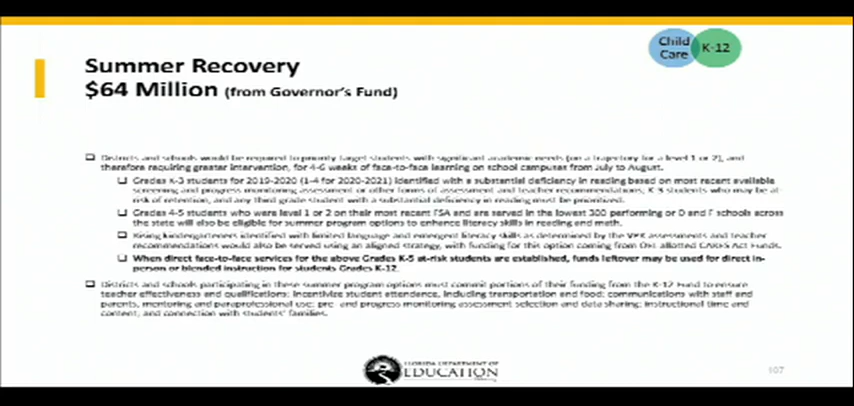 Child
Care
K-12
Summer Recovery
$64 Million (from Governor's Fund)
❑ Districts and schools would be required to priority target students with significant academic needs (on a trajectory for a level 1 or 2), and
therefore requiring greater intervention, for 4-6 weeks of face-to-face learning on school campuses from July to August.
❑ Grades K-3 students for 2019-2020 (1-4 for 2020-2021) identified with a substantial deficiency in reading based on most recent available
screening and progress monitoring assessment or other forms of assessment and teacher recommendations; K-3 students who may be at-
risk of retention, and any third grade student with a substantial deficiency in reading must be prioritized.
❑ Grades 4-5 students who were level 1 or 2 on their most recent FSA and are served in the lowest 300 performing or D and F schools across
the state will also be eligible for summer program options to enhance literacy skills in reading and math.
❑ Rising kindergarteners identified with limited language and emergent literacy skills as determined by the VPK assessments and teacher
recommendations would also be served using an aligned strategy, with funding for this option coming from OEL allotted CARES Act Funds.
❑ When direct face-to-face services for the above Grades K-5 at-risk students are established, funds leftover may be used for direct in-
person or blended instruction for students Grades K-12.
❑ Districts and schools participating in these summer program options must commit portions of their funding from the K-12 Fund to ensure
teacher effectiveness and qualifications; incentivize student attendance, including transportation and food; communications with staff and
parents, mentoring and paraprofessional use; pre- and progress monitoring assessment selection and data sharing; instructional time and
content, and connection with students' families.
FLORIDA DEPARTMENT OF
EDUCATION
107